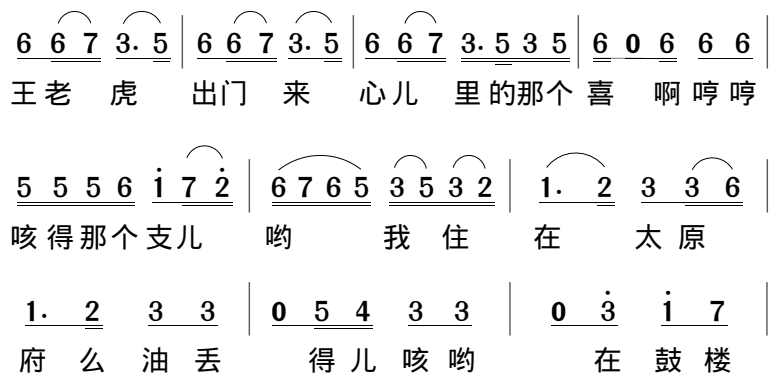 6 6 7 3. 5 | 6 6 7 3. 5 | 6 6 7 3. 5 3 5 | 6 0 6 6 6 |
王老 虎 出门 来 心儿 里的那个 喜 啊哼哼
5 5 5 6 i 7 2̇ | 6 7 6 5 3 5 3 2 | 1. 2 3 3 6 |
咳得那个支儿 哟 我 住 在 太 原
1. 2 3 3 | 0 5 4 3 3 | 0 3̇ i 7 |
府 么 油 丢 得 儿 咳 哟 在 鼓 楼